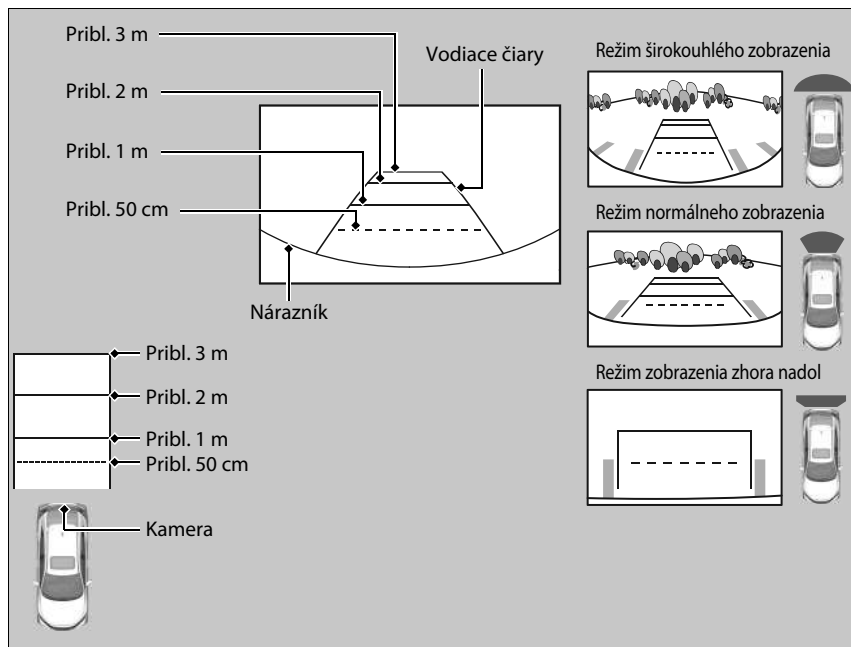 Pribl. 3 m
Pribl. 2 m
Pribl. 1 m
Pribl. 50 cm
Vodiace čiary
Nárazník
Pribl. 3 m
Pribl. 2 m
Pribl. 1 m
Pribl. 50 cm
Kamera
Režim širokouhlého zobrazenia
Režim normálneho zobrazenia
Režim zobrazenia zhora nadol